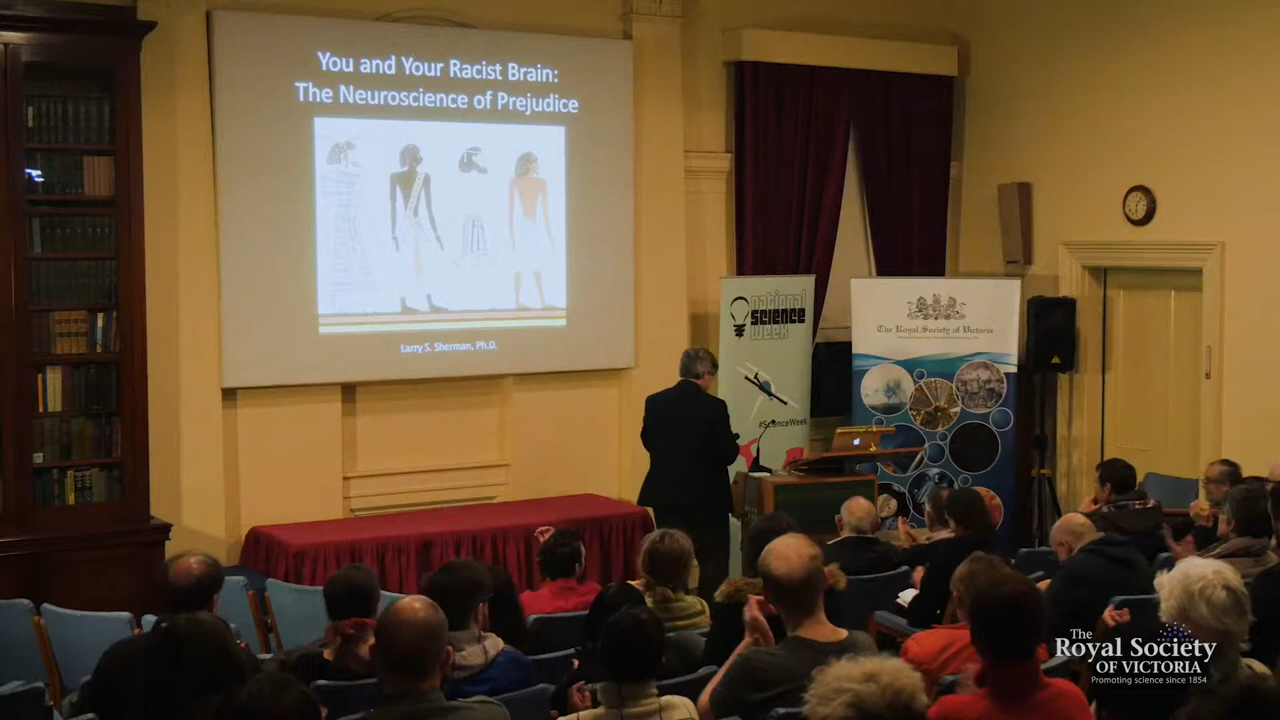 You and Your Racist Brain:
The Neuroscience of Prejudice
Larry S. Sherman, Ph.D.
national
science
week
#ScienceWeek
The Royal Society of Victoria
The
Royal Society
OF VICTORIA
Promoting science since 1854